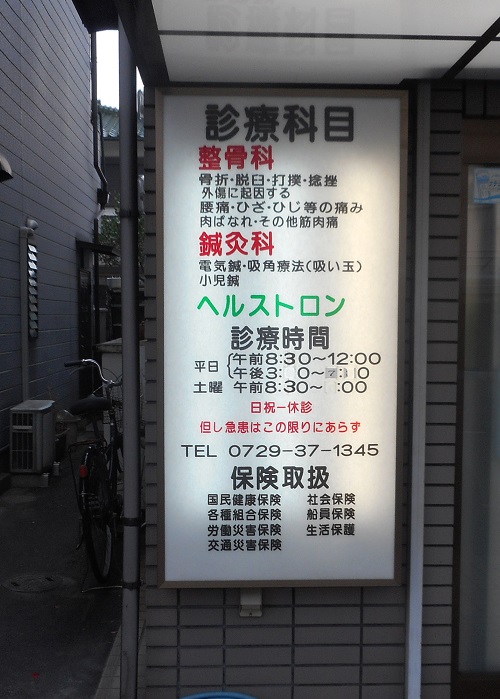 診療科目
整骨科
骨折・脱臼・打撲・捻挫
外傷に起因する
腰痛・ひざ・ひじ等の痛み
肉ばなれ・その他筋肉痛
鍼灸科
電気鍼・吸角療法(吸い玉)
小児鍼
ヘルストロン
診療時間
平日 午前8:30〜12:00
午後3: 0〜 : 0
土曜 午前8:30〜 :00
日祝ー休診
但し急患はこの限りにあらず
TEL 0729-37-1345
保険取扱
国民健康保険 社会保険
各種組合保険 船員保険
労働災害保険 生活保護
交通災害保険